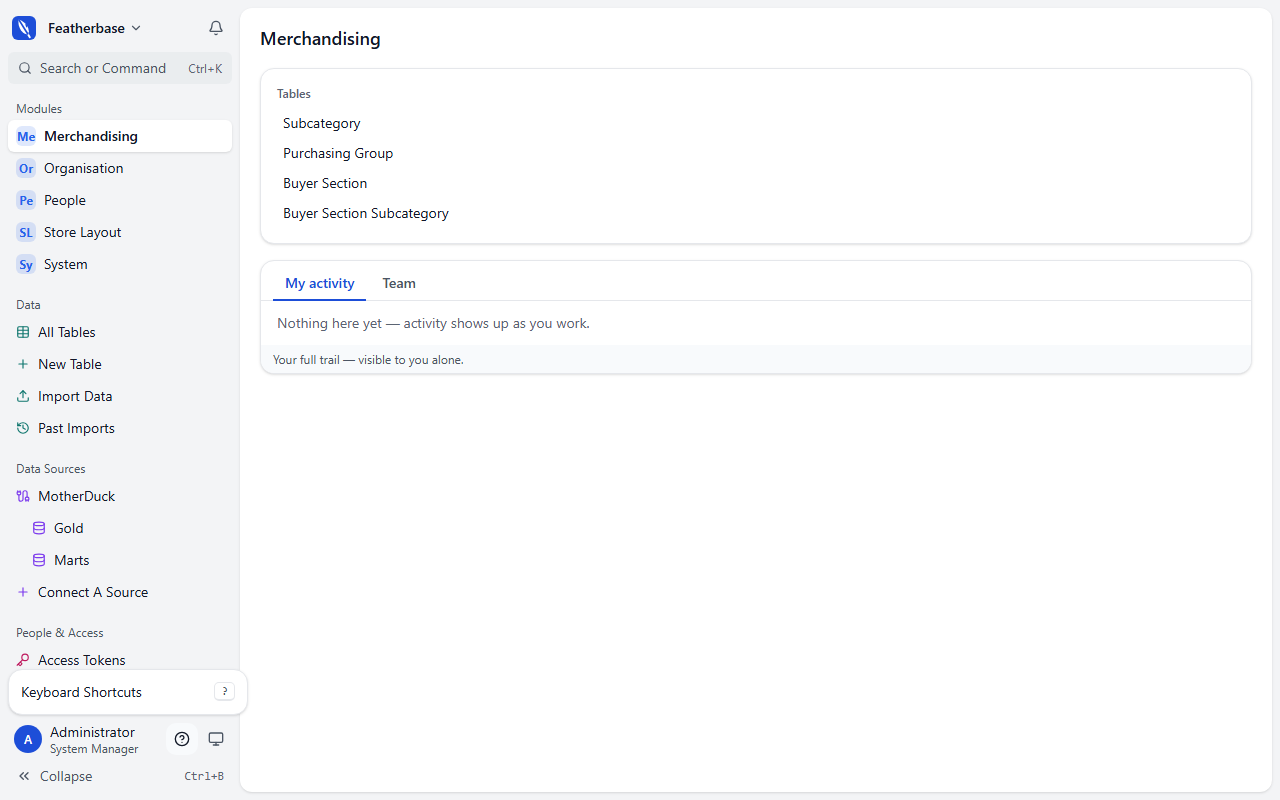 Featherbase
Search or Command Ctrl+K
Modules
Me Merchandising
Or Organisation
Pe People
SL Store Layout
Sy System
Data
All Tables
New Table
Import Data
Past Imports
Data Sources
MotherDuck
Gold
Marts
Connect A Source
People & Access
Access Tokens
Keyboard Shortcuts ?
A Administrator
System Manager
Collapse Ctrl+B
Merchandising
Tables
Subcategory
Purchasing Group
Buyer Section
Buyer Section Subcategory
My activity Team
Nothing here yet — activity shows up as you work.
Your full trail — visible to you alone.